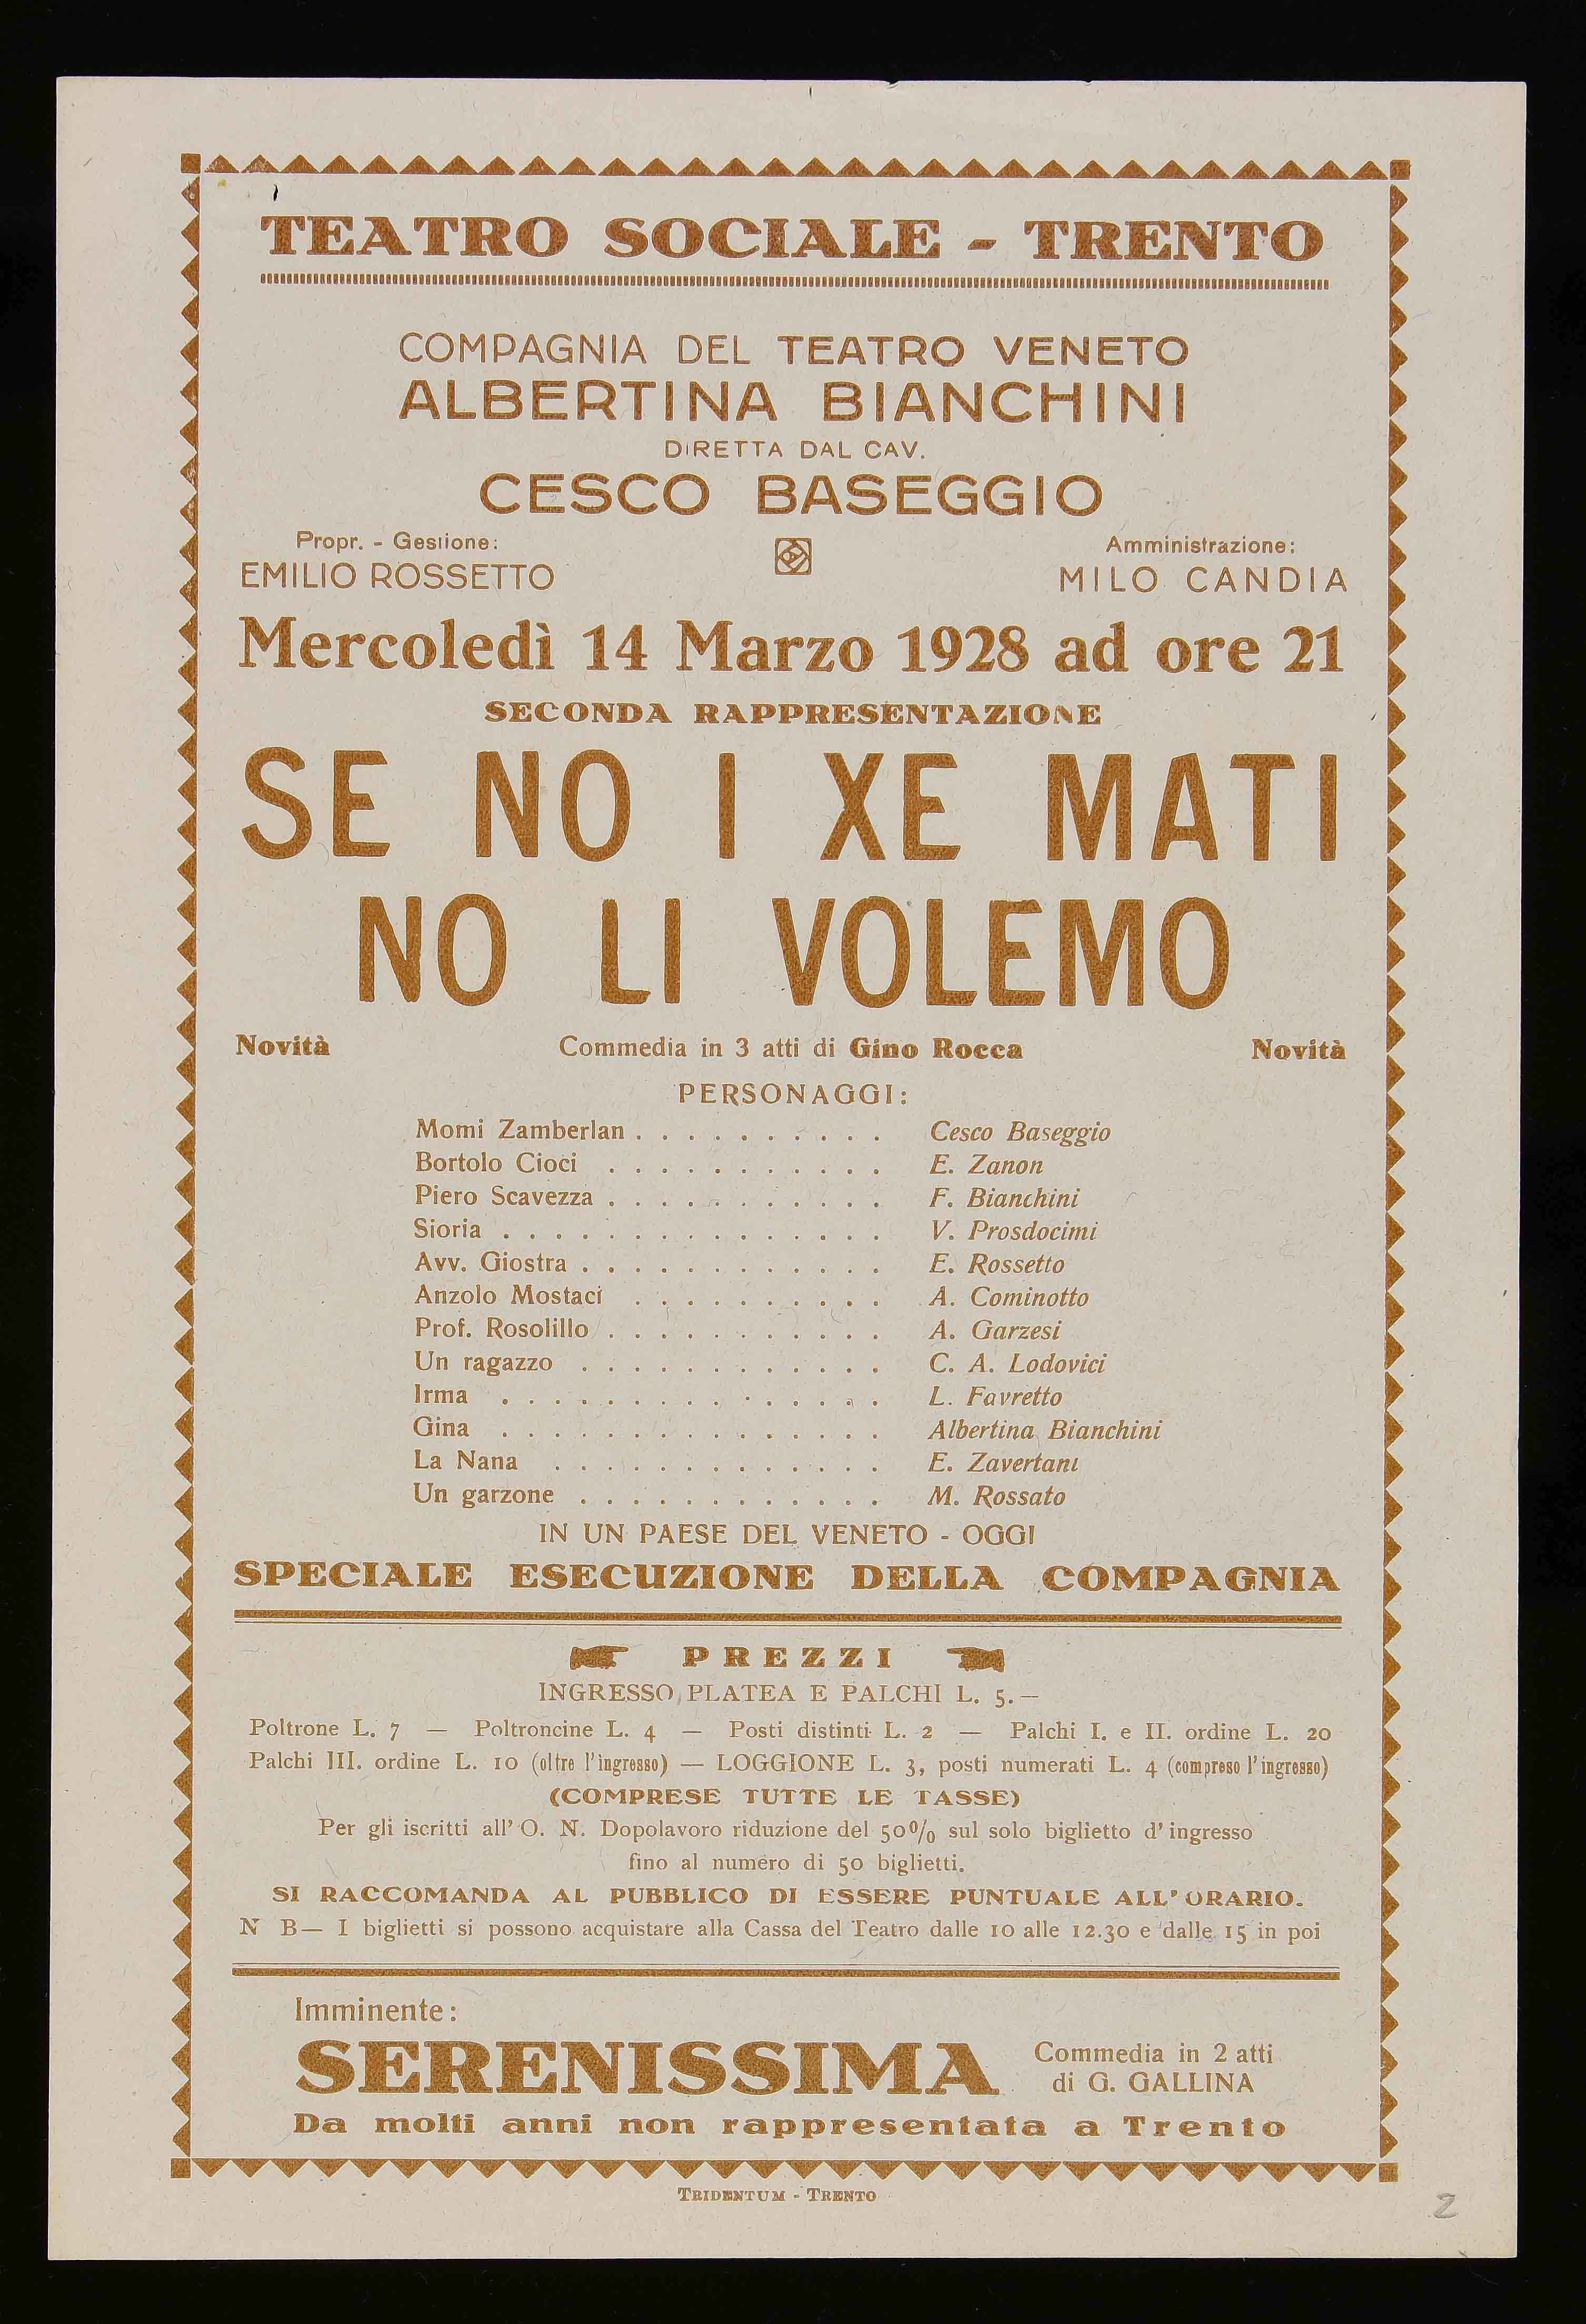 TEATRO SOCIALE - TRENTO
COMPAGNIA DEL TEATRO VENETO
ALBERTINA BIANCHINI
DIRETTA DAL CAV.
CESCO BASEGGIO
Propr. - Gestione:
EMILIO ROSSETTO
Amministrazione:
MILO CANDIA
Mercoledì 14 Marzo 1928 ad ore 21
SECONDA RAPPRESENTAZIONE
SE NO I XE MATI
NO LI VOLEMO
Novità Commedia in 3 atti di Gino Rocca Novità
PERSONAGGI:
Momi Zamberlan . . . . . . . . . . Cesco Baseggio
Bortolo Cioci . . . . . . . . . . . E. Zanon
Piero Scavezza . . . . . . . . . . . F. Bianchini
Sioria . . . . . . . . . . . . . . . V. Prosdocimi
Avv. Giostra . . . . . . . . . . . . E. Rossetto
Anzolo Mostaci . . . . . . . . . . A. Cominotto
Prof. Rosolillo . . . . . . . . . . . A. Garzesi
Un ragazzo . . . . . . . . . . . . C. A. Lodovici
Irma . . . . . . . . . . . . . . . L. Favretto
Gina . . . . . . . . . . . . . . . Albertina Bianchini
La Nana . . . . . . . . . . . . . E. Zavertani
Un garzone . . . . . . . . . . . . M. Rossato
IN UN PAESE DEL VENETO - OGGI
SPECIALE ESECUZIONE DELLA COMPAGNIA
PREZZI
INGRESSO PLATEA E PALCHI L. 5.—
Poltrone L. 7 — Poltroncine L. 4 — Posti distinti L. 2 — Palchi I. e II. ordine L. 20
Palchi III. ordine L. 10 (oltre l'ingresso) — LOGGIONE L. 3, posti numerati L. 4 (compreso l'ingresso)
(COMPRESE TUTTE LE TASSE)
Per gli iscritti all' O. N. Dopolavoro riduzione del 50% sul solo biglietto d' ingresso
fino al numero di 50 biglietti.
SI RACCOMANDA AL PUBBLICO DI ESSERE PUNTUALE ALL' ORARIO.
N B— I biglietti si possono acquistare alla Cassa del Teatro dalle 10 alle 12.30 e dalle 15 in poi
Imminente:
SERENISSIMA
Commedia in 2 atti
di G. GALLINA
Da molti anni non rappresentata a Trento
TRIDENTUM - TRENTO
2